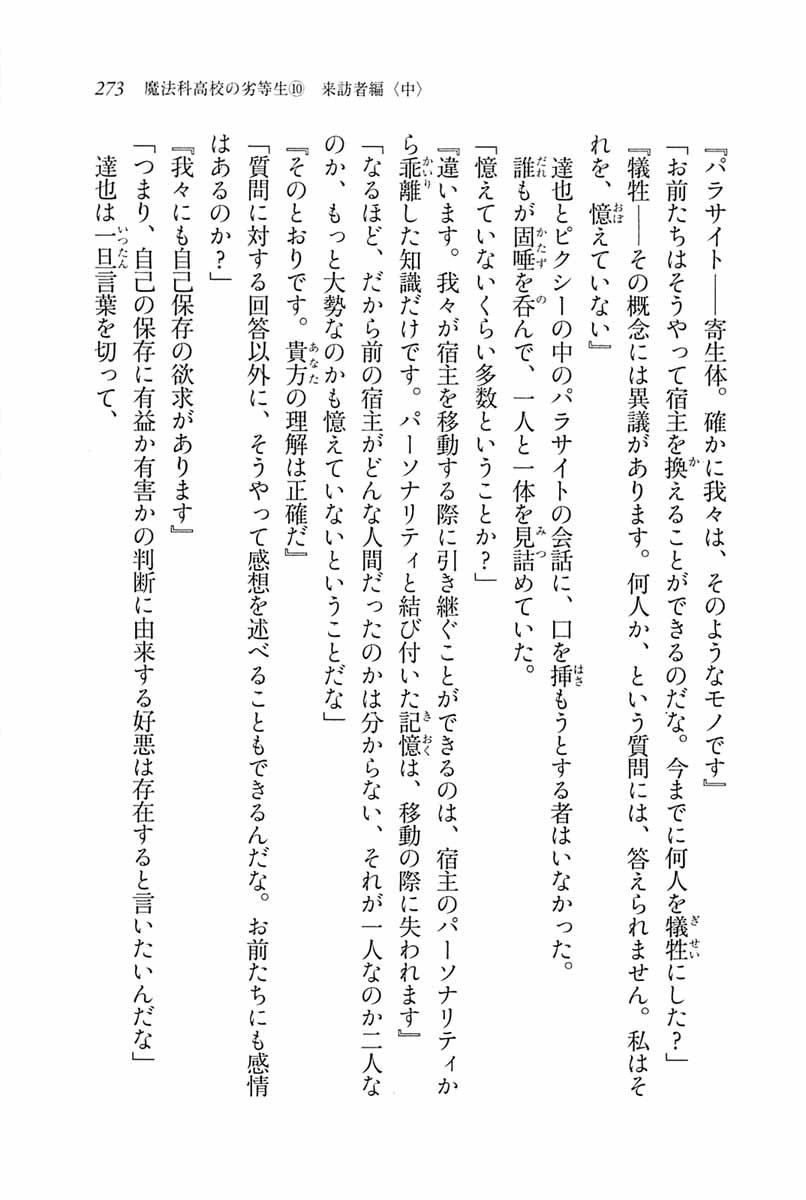 273 魔法科高校の劣等生⑩ 来訪者編〈中〉
『パラサイト――寄生体。確かに我々は、そのようなモノです』
「お前たちはそうやって宿主を換えることができるのだな。今までに何人を犠牲にした?」
『犠牲――その概念には異議があります。何人か、という質問には、答えられません。私はそ
れを、憶えていない』
達也とピクシーの中のパラサイトの会話に、口を挿もうとする者はいなかった。
誰もが固唾を呑んで、一人と一体を見詰めていた。
「憶えていないくらい多数ということか?」
『違います。我々が宿主を移動する際に引き継ぐことができるのは、宿主のパーソナリティか
ら乖離した知識だけです。パーソナリティと結び付いた記憶は、移動の際に失われます』
「なるほど、だから前の宿主がどんな人間だったのかは分からない、それが一人なのか二人な
のか、もっと大勢なのかも憶えていないということだな」
『そのとおりです。貴方の理解は正確だ』
「質問に対する回答以外に、そうやって感想を述べることもできるんだな。お前たちにも感情
はあるのか?」
『我々にも自己保存の欲求があります』
「つまり、自己の保存に有益か有害かの判断に由来する好悪は存在すると言いたいんだな」
達也は一旦言葉を切って、